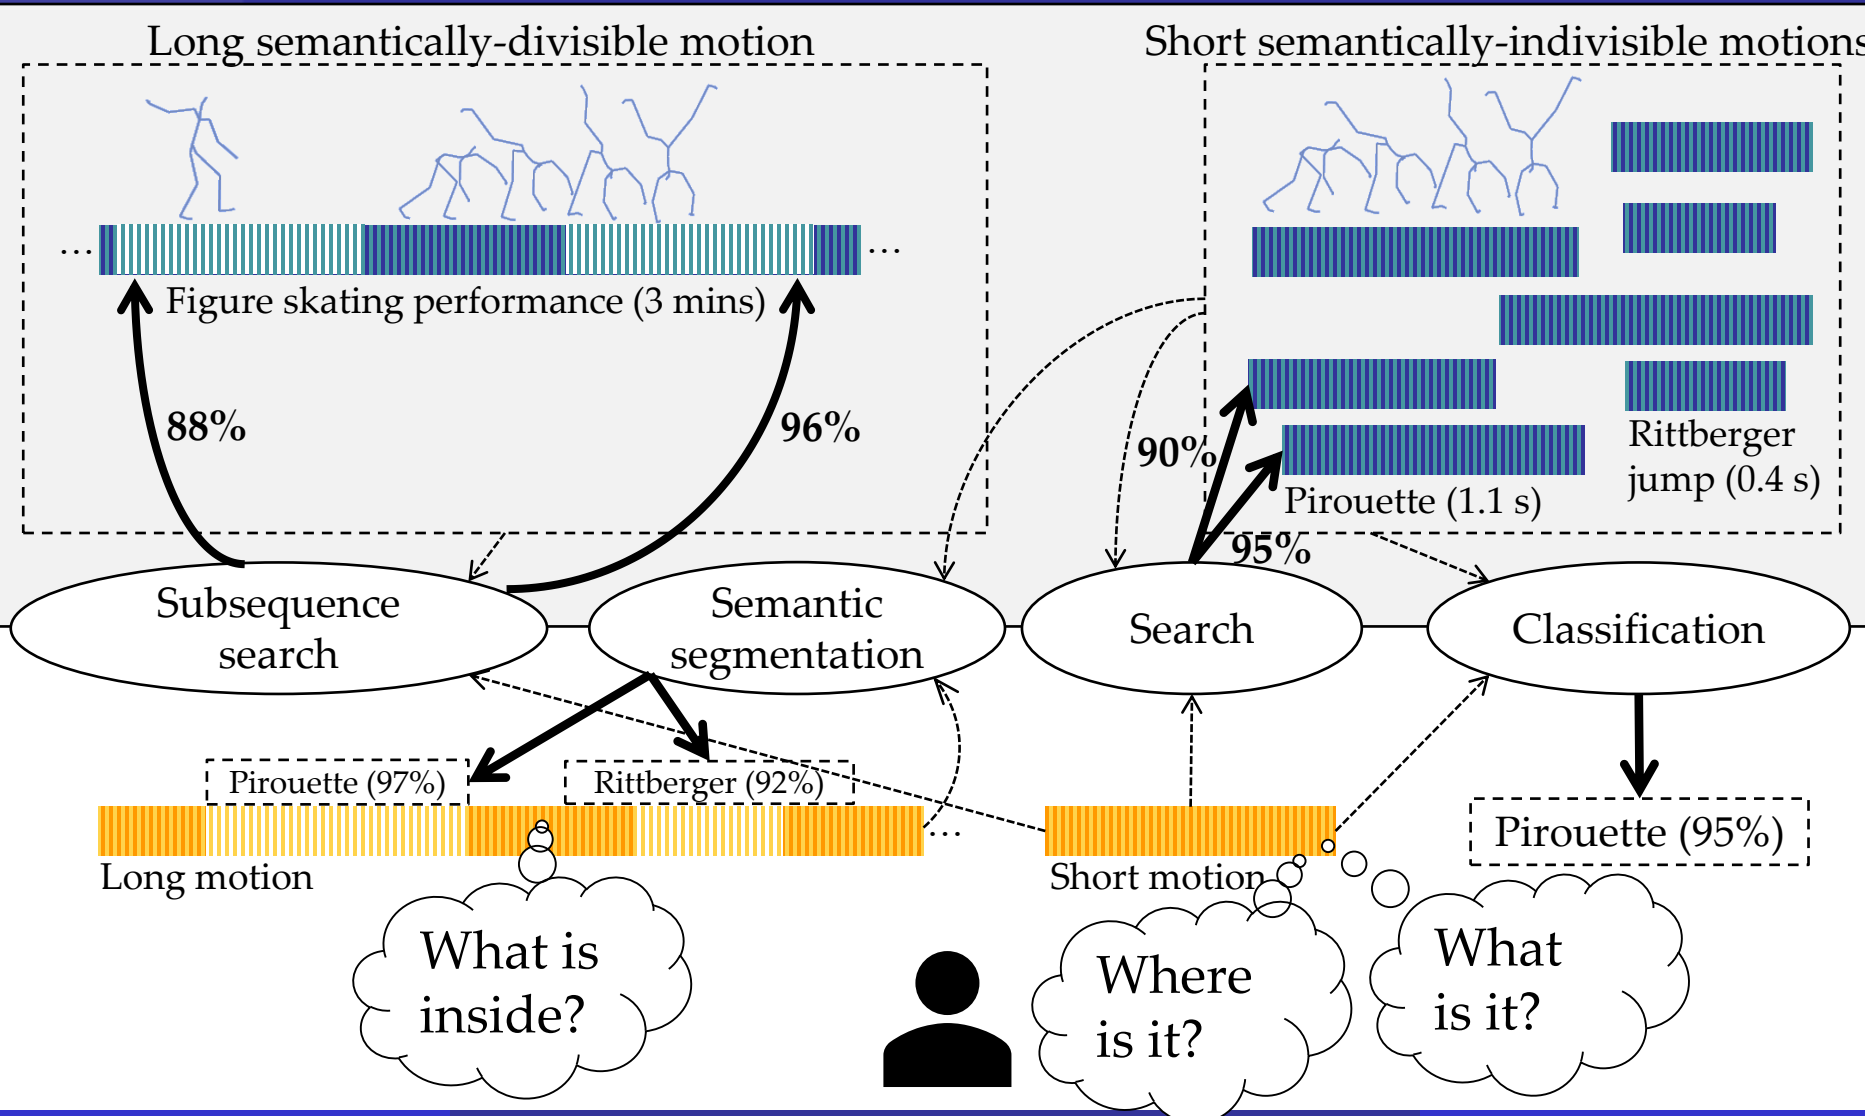 Long semantically-divisible motion
Short semantically-indivisible motions
...
...
Figure skating performance (3 mins)
88%
96%
90%
95%
Pirouette (1.1 s)
Rittberger
jump (0.4 s)
Subsequence
search
Semantic
segmentation
Search
Classification
Pirouette (97%)
Rittberger (92%)
...
Long motion
Short motion
Pirouette (95%)
What is
inside?
Where
is it?
What
is it?